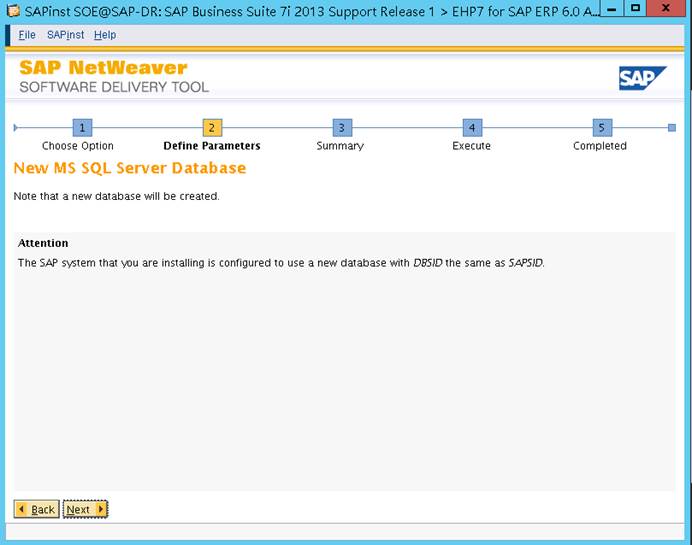 SAPinst SOE@SAP-DR: SAP Business Suite 7i 2013 Support Release 1 > EHP7 for SAP ERP 6.0 A...
File SAPinst Help
SAP NetWeaver
SOFTWARE DELIVERY TOOL
SAP
1 2 3 4 5
Choose Option Define Parameters Summary Execute Completed
New MS SQL Server Database
Note that a new database will be created.
Attention
The SAP system that you are installing is configured to use a new database with DBSID the same as SAPSID.
Back Next